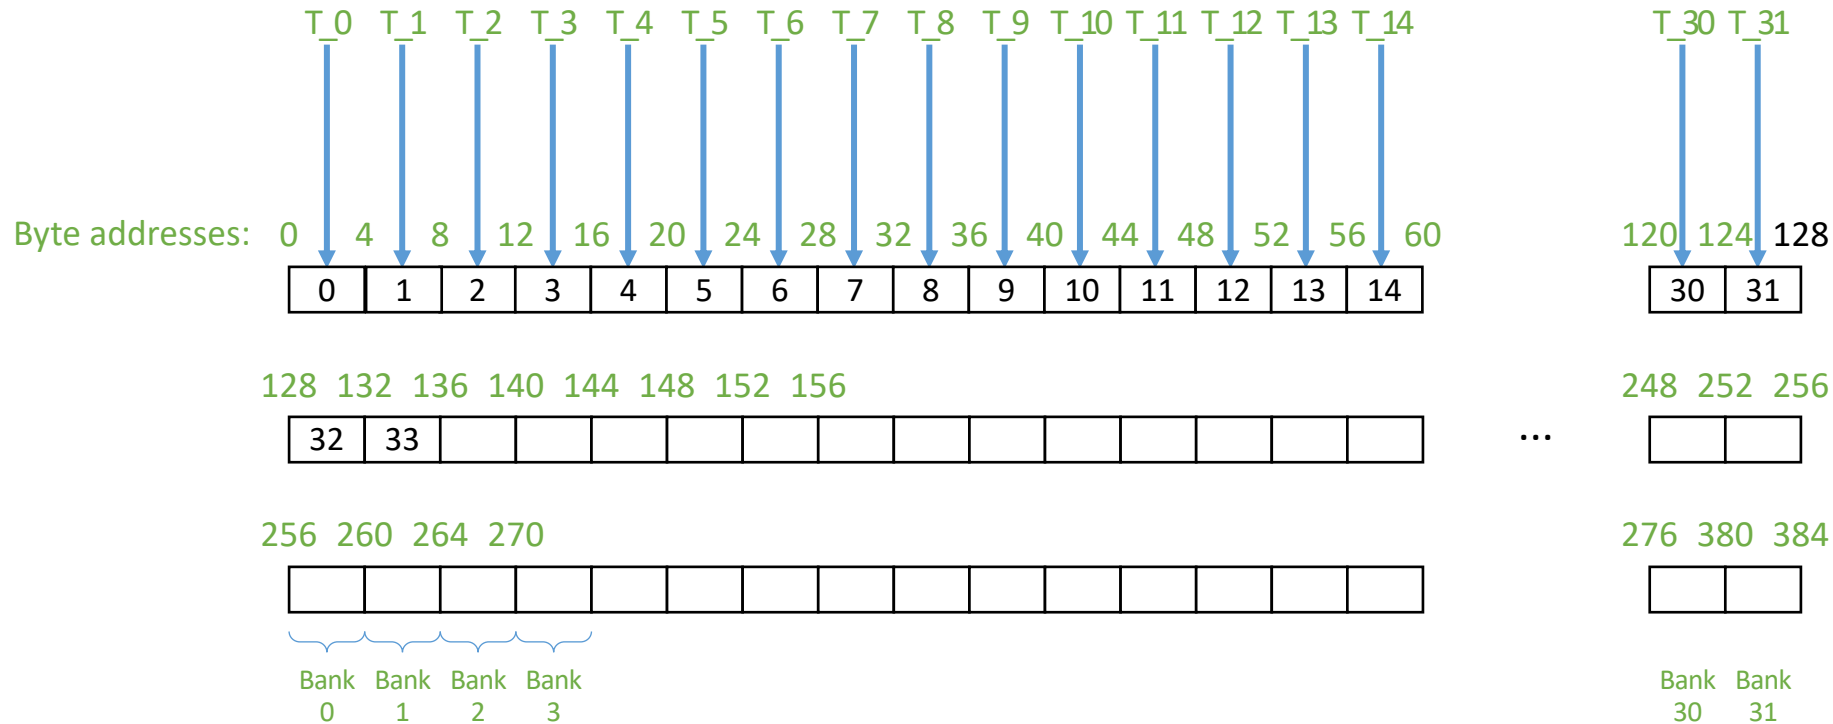 T_0 T_1 T_2 T_3 T_4 T_5 T_6 T_7 T_8 T_9 T_10 T_11 T_12 T_13 T_14 T_30 T_31
Byte addresses: 0 4 8 12 16 20 24 28 32 36 40 44 48 52 56 60 120 124 128
0 1 2 3 4 5 6 7 8 9 10 11 12 13 14 30 31
128 132 136 140 144 148 152 156 248 252 256
32 33 ...
256 260 264 270 276 380 384
Bank Bank Bank Bank Bank Bank
0 1 2 3 30 31